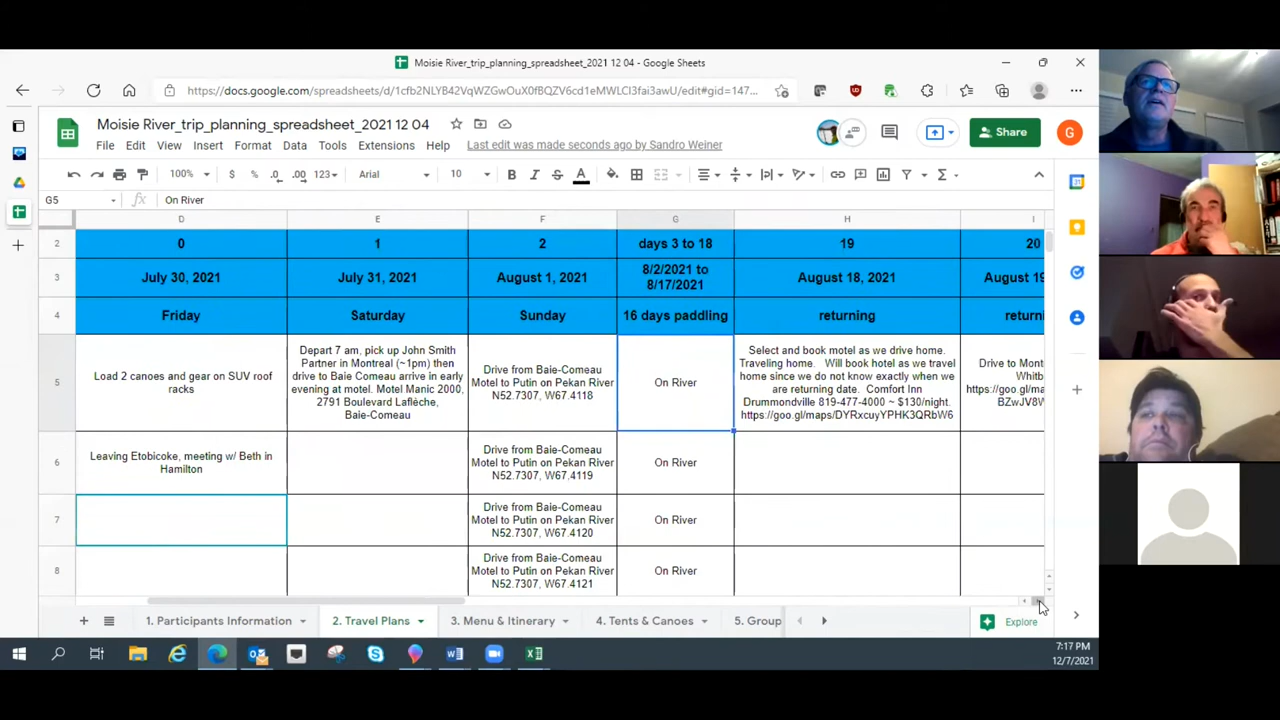 Moisie River_trip_planning_spreadsheet_2021 12 04 - Google Sheets
https://docs.google.com/spreadsheets/d/1cfb2NLYB42VqWZGwOuX0fBQZV6cd1eMWLCI3fai3awU/edit#gid=147...
Moisie River_trip_planning_spreadsheet_2021 12 04
Share
G
File Edit View Insert Format Data Tools Extensions Help Last edit was made seconds ago by Sandro Weiner
100% $ % .0 .00 123 Arial 10 B I S A
G5 fx On River
D E F G H I
2 0 1 2 days 3 to 18 19 20
3 July 30, 2021 July 31, 2021 August 1, 2021 8/2/2021 to
8/17/2021 August 18, 2021 August 19
4 Friday Saturday Sunday 16 days paddling returning returni
5
Load 2 canoes and gear on SUV roof
racks
Depart 7 am, pick up John Smith
Partner in Montreal (~1pm) then
drive to Baie Comeau arrive in early
evening at motel. Motel Manic 2000,
2791 Boulevard Laflèche,
Baie-Comeau
Drive from Baie-Comeau
Motel to Putin on Pekan River
N52.7307, W67.4118
On River
Select and book motel as we drive home.
Traveling home. Will book hotel as we travel
home since we do not know exactly when we
are returning date. Comfort Inn
Drummondville 819-477-4000 ~ $130/night.
https://goo.gl/maps/DYRxcuyYPHK3QRbW6
Drive to Mont
Whitb
https://goo.gl/ma
BZwJV8W
6
Leaving Etobicoke, meeting w/ Beth in
Hamilton
Drive from Baie-Comeau
Motel to Putin on Pekan River
N52.7307, W67.4119
On River
7
Drive from Baie-Comeau
Motel to Putin on Pekan River
N52.7307, W67.4120
On River
8
Drive from Baie-Comeau
Motel to Putin on Pekan River
N52.7307, W67.4121
On River
1. Participants Information 2. Travel Plans 3. Menu & Itinerary 4. Tents & Canoes 5. Group
Explore
7:17 PM
12/7/2021